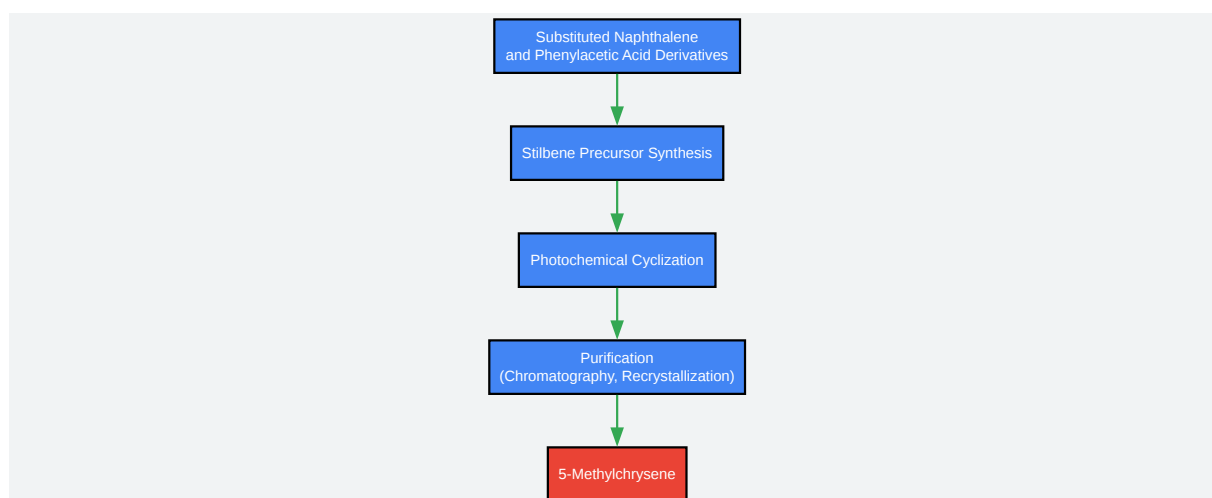 Substituted Naphthalene
and Phenylacetic Acid Derivatives
Stilbene Precursor Synthesis
Photochemical Cyclization
Purification
(Chromatography, Recrystallization)
5-Methylchrysene